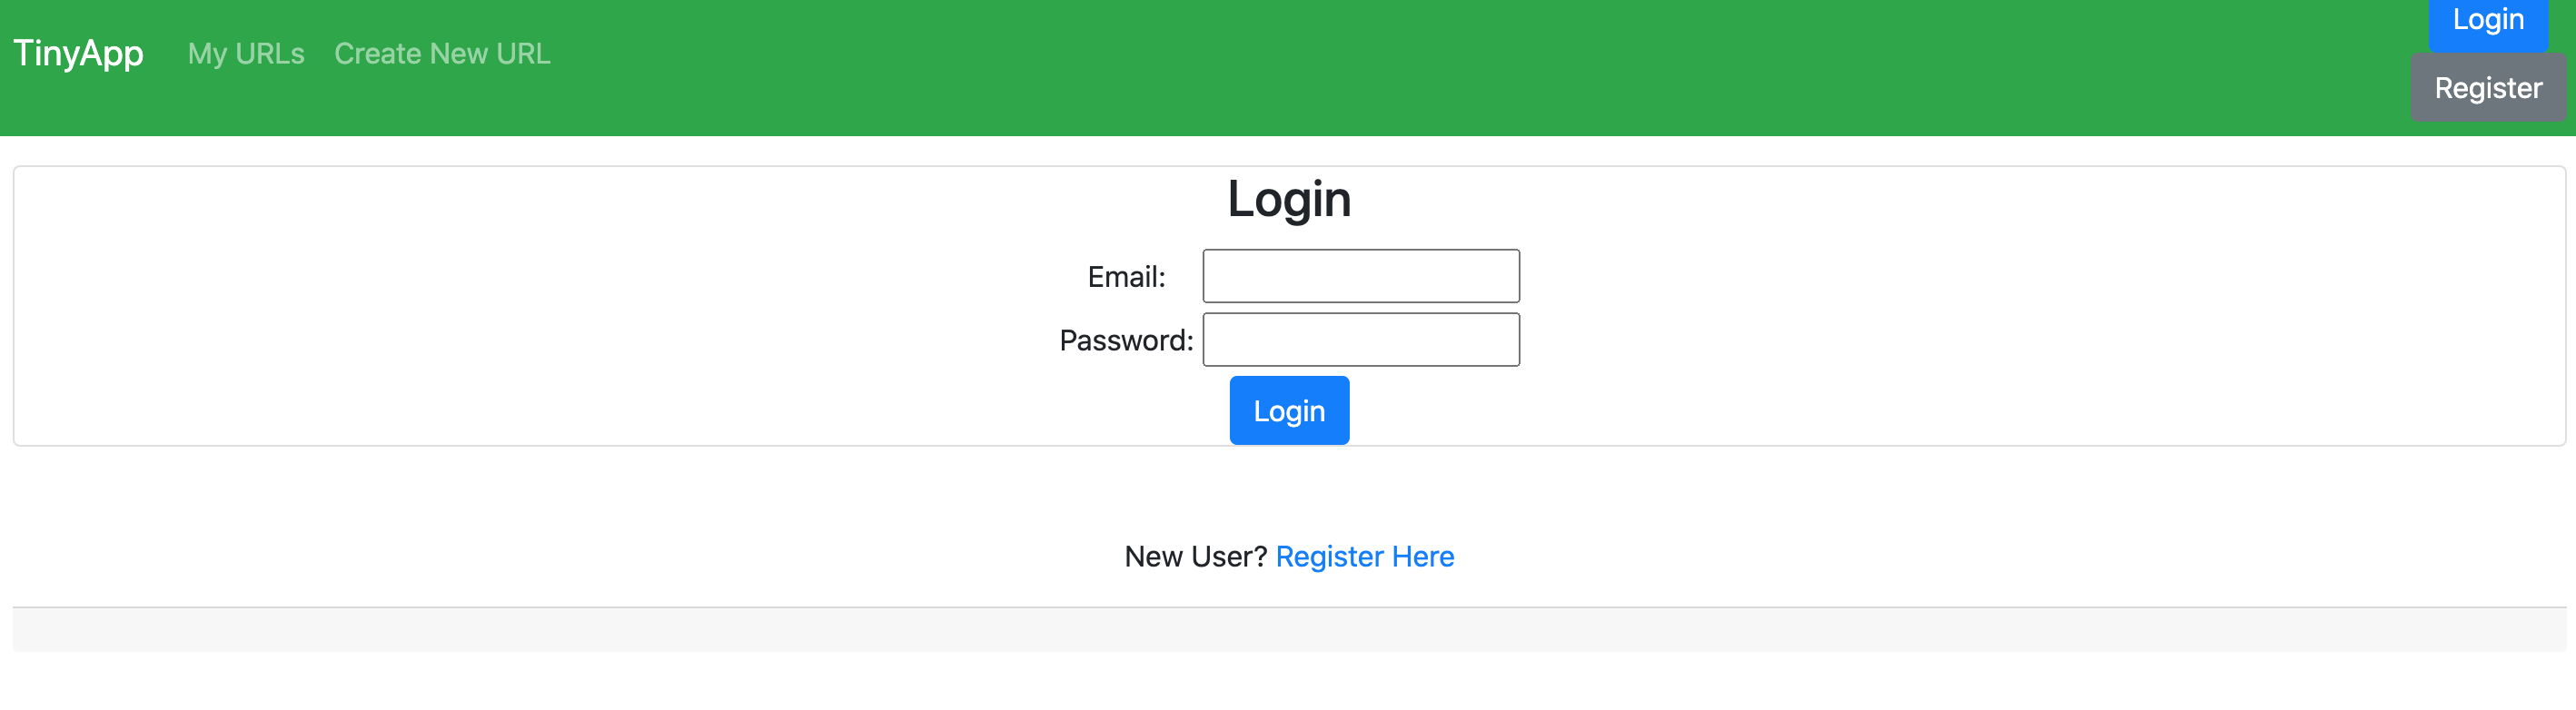 TinyApp My URLs Create New URL
Login
Register
Login
Email:
Password:
Login
New User? Register Here